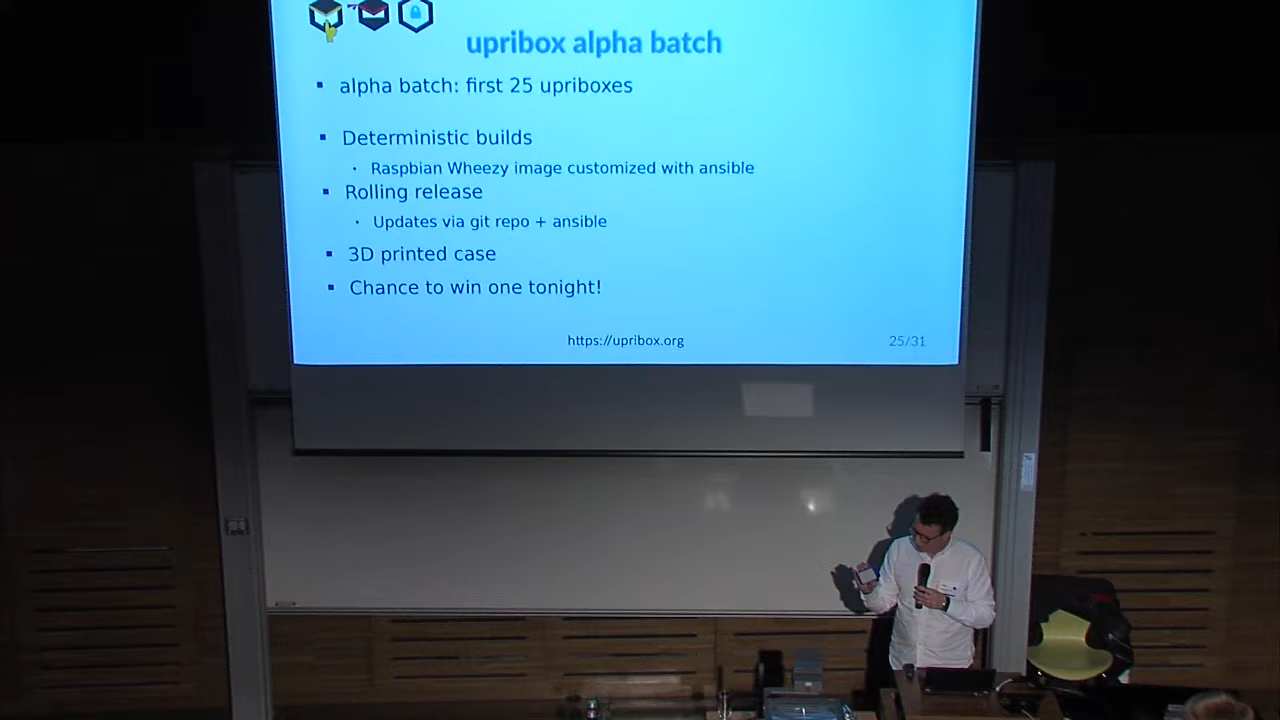 upribox alpha batch
alpha batch: first 25 upriboxes
Deterministic builds
Raspbian Wheezy image customized with ansible
Rolling release
Updates via git repo + ansible
3D printed case
Chance to win one tonight!
https://upribox.org
25/31